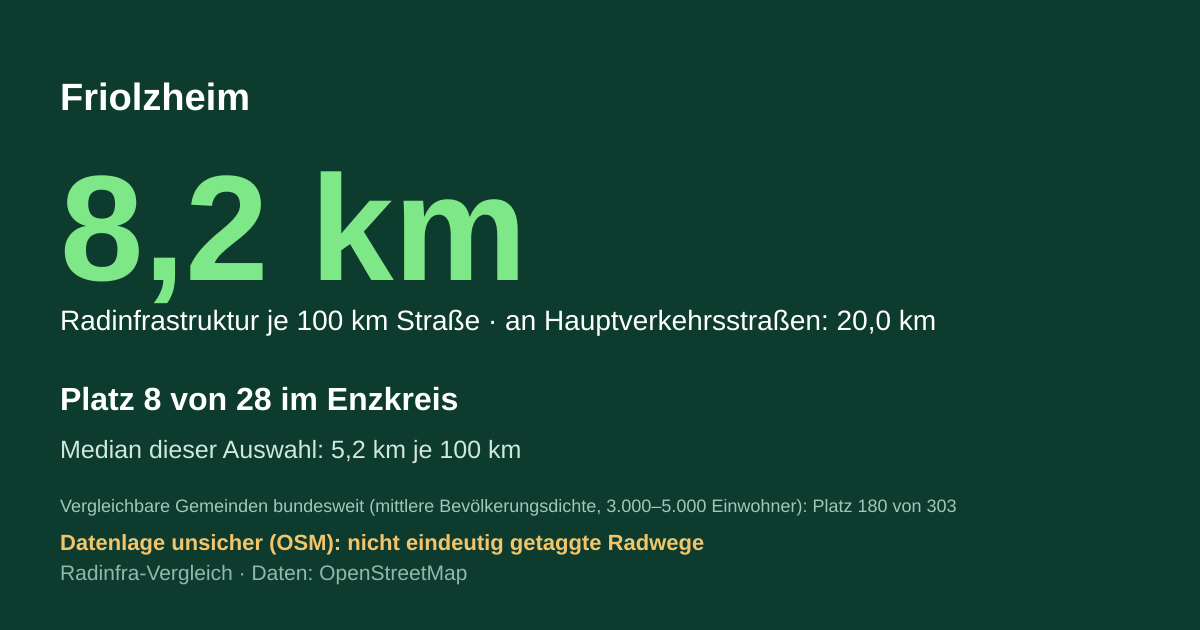 Friolzheim
8,2 km
Radinfrastruktur je 100 km Straße · an Hauptverkehrsstraßen: 20,0 km
Platz 8 von 28 im Enzkreis
Median dieser Auswahl: 5,2 km je 100 km
Vergleichbare Gemeinden bundesweit (mittlere Bevölkerungsdichte, 3.000–5.000 Einwohner): Platz 180 von 303
Datenlage unsicher (OSM): nicht eindeutig getaggte Radwege
Radinfra-Vergleich · Daten: OpenStreetMap